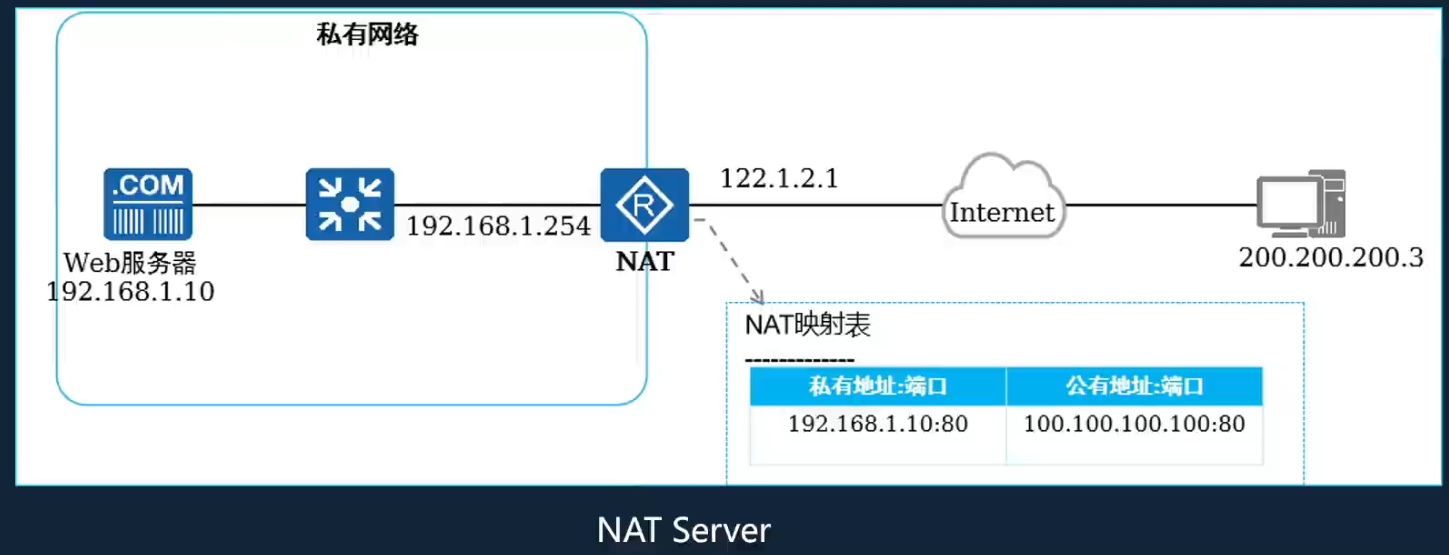 私有网络
.COM
R
122.1.2.1
Internet
192.168.1.254
Web服务器
192.168.1.10
NAT
200.200.200.3
NAT映射表
-------------
私有地址:端口 公有地址:端口
192.168.1.10:80 100.100.100.100:80
NAT Server